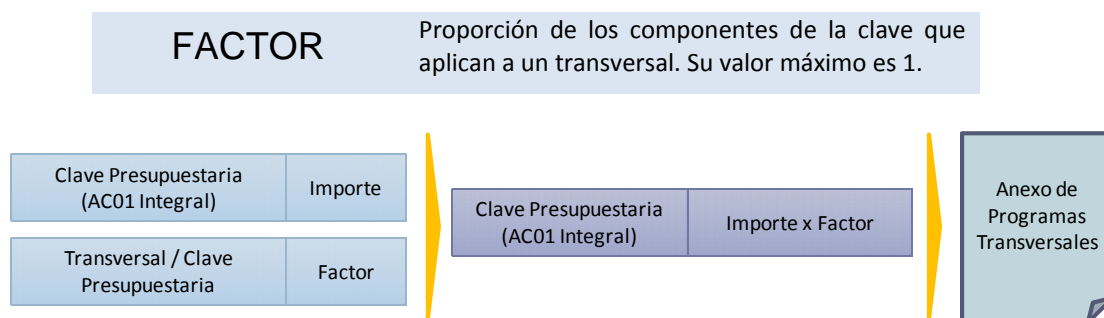 FACTOR
Proporción de los componentes de la clave que
aplican a un transversal. Su valor máximo es 1.
Clave Presupuestaria
(AC01 Integral)
Importe
Transversal / Clave
Presupuestaria
Factor
Clave Presupuestaria
(AC01 Integral)
Importe x Factor
Anexo de
Programas
Transversales